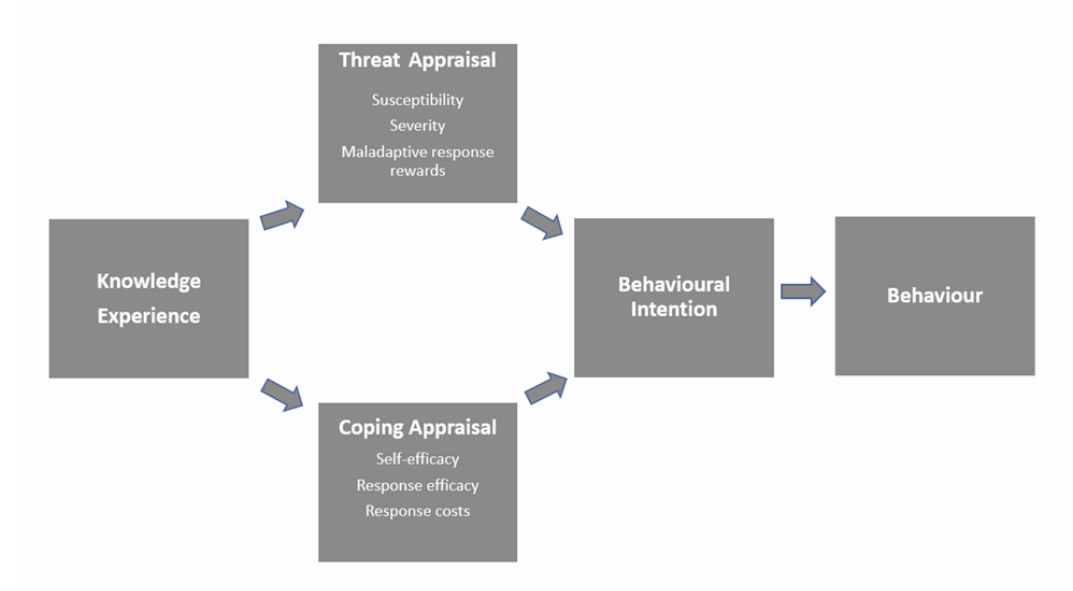 Threat Appraisal
Susceptibility
Severity
Maladaptive response
rewards
Knowledge
Experience
Behavioural
Intention
Behaviour
Coping Appraisal
Self-efficacy
Response efficacy
Response costs